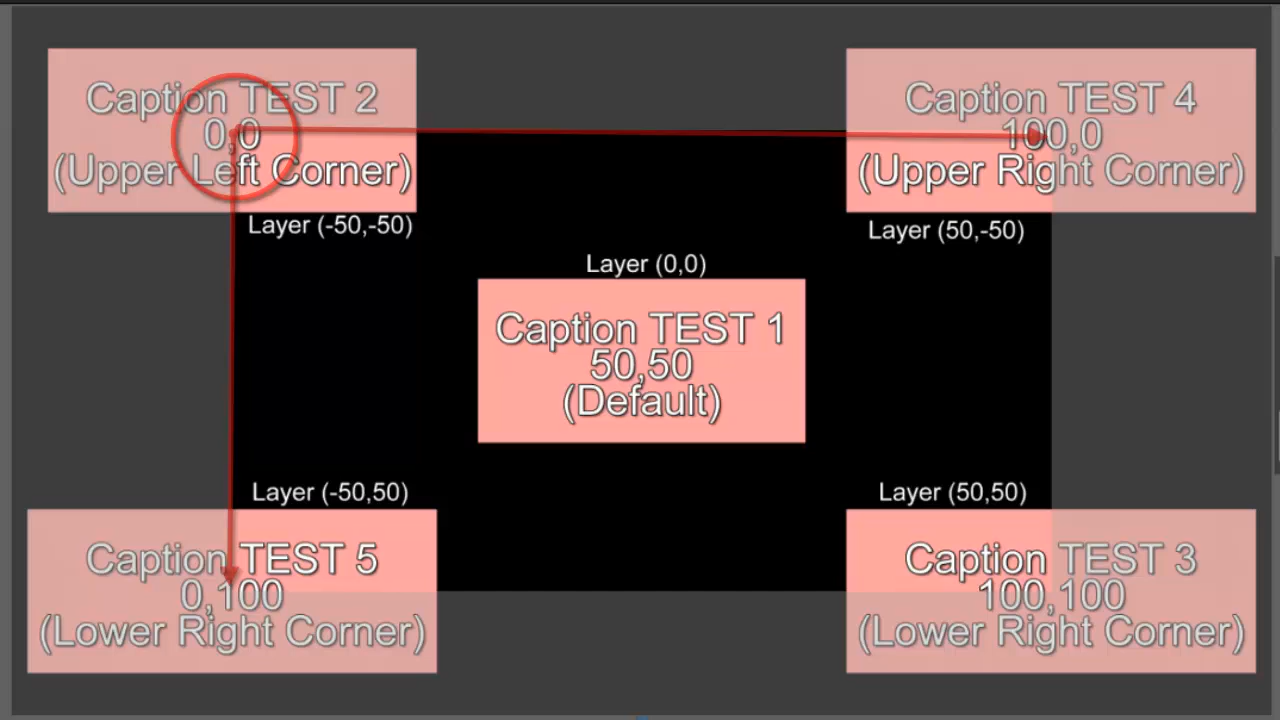 Caption TEST 2
0,0
(Upper Left Corner)
Layer (-50,-50)
Caption TEST 4
100,0
(Upper Right Corner)
Layer (50,-50)
Layer (0,0)
Caption TEST 1
50,50
(Default)
Layer (-50,50)
Caption TEST 5
0,100
(Lower Right Corner)
Layer (50,50)
Caption TEST 3
100,100
(Lower Right Corner)